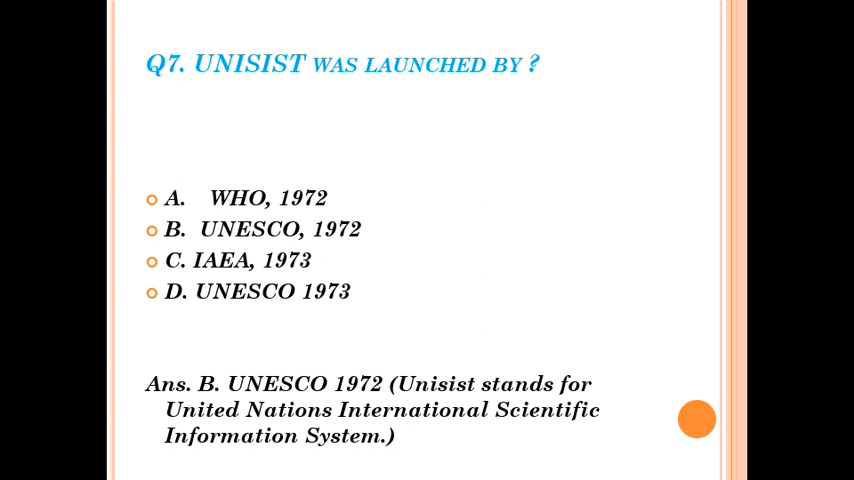 Q7. UNISIST WAS LAUNCHED BY ?
A. WHO, 1972
B. UNESCO, 1972
C. IAEA, 1973
D. UNESCO 1973
Ans. B. UNESCO 1972 (Unisist stands for
United Nations International Scientific
Information System.)